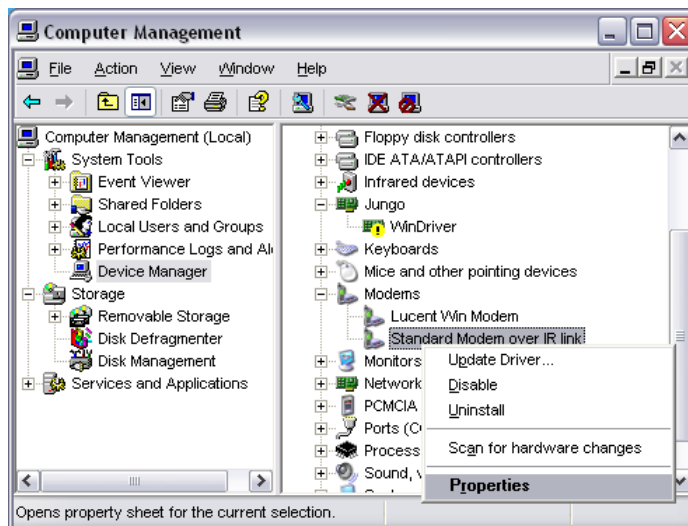 Computer Management
File Action View Window Help
Computer Management (Local)
System Tools
Event Viewer
Shared Folders
Local Users and Groups
Performance Logs and Al
Device Manager
Storage
Removable Storage
Disk Defragmenter
Disk Management
Services and Applications
Floppy disk controllers
IDE ATA/ATAPI controllers
Infrared devices
Jungo
WinDriver
Keyboards
Mice and other pointing devices
Modems
Lucent Win Modem
Standard Modem over IR link
Monitors
Network
PCMCIA
Ports (C
Process
Sound, v
Update Driver...
Disable
Uninstall
Scan for hardware changes
Properties
Opens property sheet for the current selection.